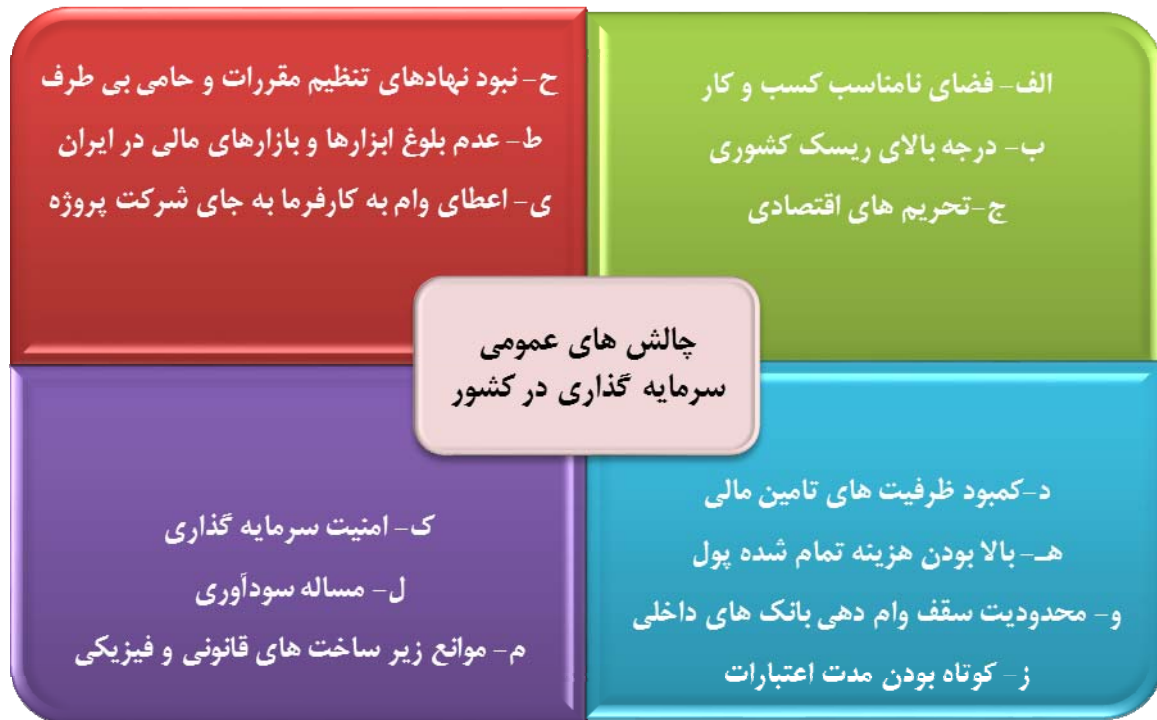 چالش های عمومی
سرمایه گذاری در کشور
الف- فضای نامناسب کسب و کار
ب- درجه بالای ریسک کشوری
ج-تحریم های اقتصادی
د-کمبود ظرفیت های تامین مالی
هـ- بالا بودن هزینه تمام شده پول
و- محدودیت سقف وام دهی بانک های داخلی
ز- کوتاه بودن مدت اعتبارات
ح- نبود نهادهای تنظیم مقررات و حامی بی طرف
ط- عدم بلوغ ابزارها و بازارهای مالی در ایران
ی- اعطای وام به کارفرما به جای شرکت پروژه
ک- امنیت سرمایه گذاری
ل- مساله سودآوری
م- موانع زیر ساخت های قانونی و فیزیکی